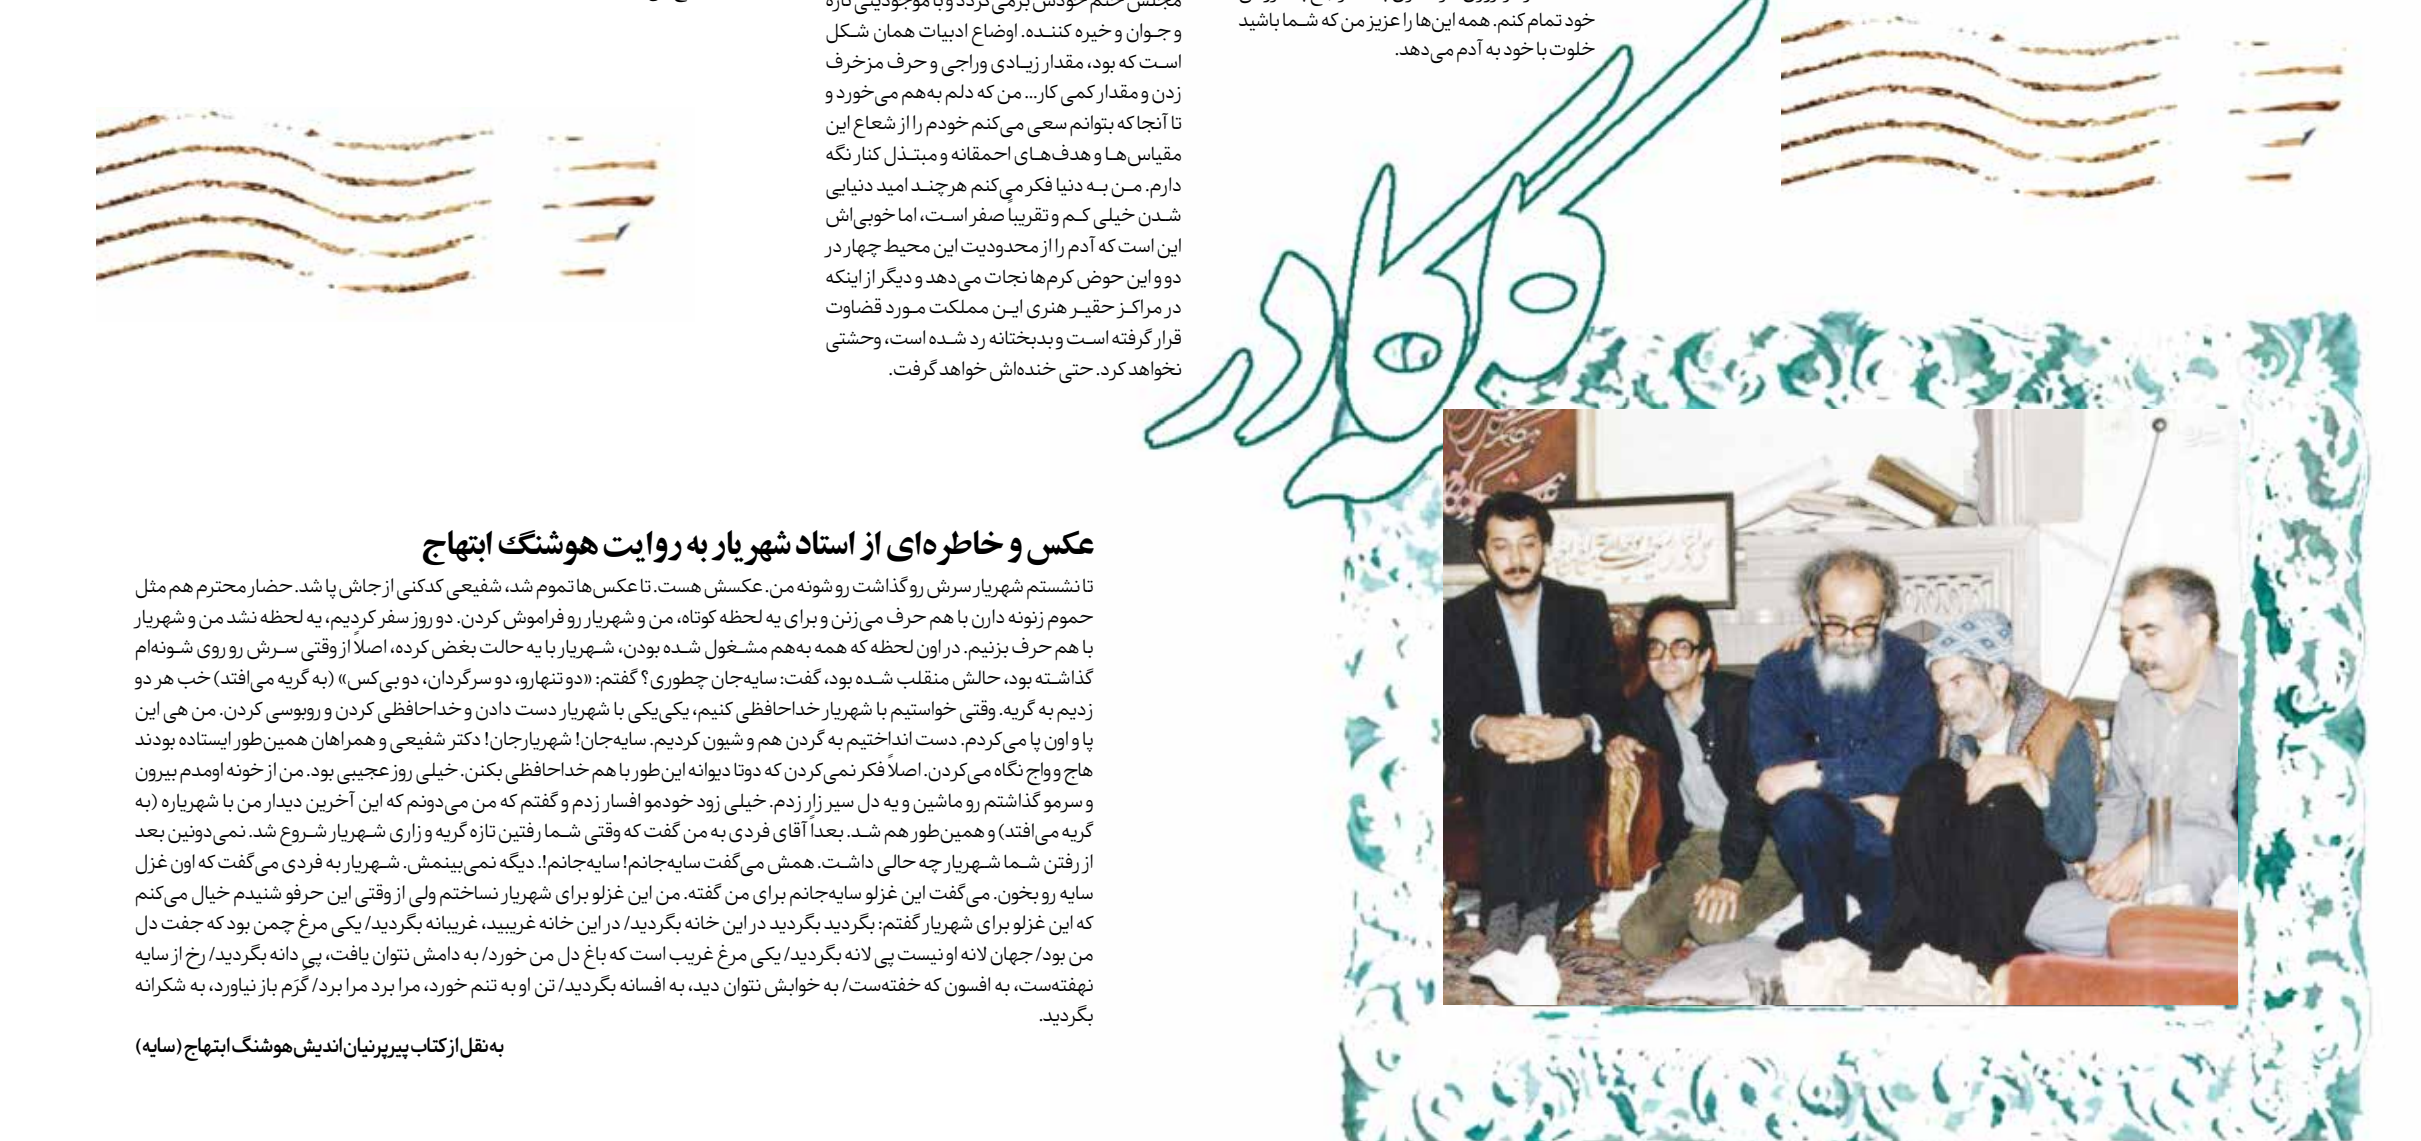 خود تمام کنم. همه این‌ها را عزیز من که شما باشید
خلوت با خود به آدم می‌دهد.
و جوان و خیره کننده. اوضاع ادبیات همان شکل
است که بود، مقدار زیادی وراجی و حرف مزخرف
زدن و مقدار کمی کار... من که دلم به‌هم می‌خورد و
تا آنجا که بتوانم سعی می‌کنم خودم را از شعاع این
مقیاس‌ها و هدف‌های احمقانه و مبتذل کنار نگه
دارم. من به دنیا فکر می‌کنم هرچند امید دنیایی
شدن خیلی کم و تقریباً صفر است، اما خوبی‌اش
این است که آدم را از محدودیت این محیط چهار در
دو و این حوض کرم‌ها نجات می‌دهد و دیگر از اینکه
در مراکز حقیر هنری این مملکت مورد قضاوت
قرار گرفته است و بدبختانه رد شده است، وحشتی
نخواهد کرد. حتی خنده‌اش خواهد گرفت.
عکس و خاطره‌ای از استاد شهریار به روایت هوشنگ ابتهاج
تا نشستم شهریار سرش رو گذاشت رو شونه من. عکسش هست. تا عکس‌ها تموم شد، شفیعی کدکنی از جاش پا شد. حضار محترم هم مثل
حموم زنونه دارن با هم حرف می‌زنن و برای یه لحظه کوتاه، من و شهریار رو فراموش کردن. دو روز سفر کردیم، یه لحظه نشد من و شهریار
با هم حرف بزنیم. در اون لحظه که همه به‌هم مشغول شده بودن، شهریار با یه حالت بغض کرده، اصلاً از وقتی سرش رو روی شونه‌ام
گذاشته بود، حالش منقلب شده بود، گفت: سایه‌جان چطوری؟ گفتم: «دو تنها‌رو، دو سرگردان، دو بی‌کس» (به گریه می‌افتد) خب هر دو
زدیم به گریه. وقتی خواستیم با شهریار خداحافظی کنیم، یکی‌یکی با شهریار دست دادن و خداحافظی کردن و روبوسی کردن. من هی این
پا و اون پا می‌کردم. دست انداختیم به گردن هم و شیون کردیم. سایه‌جان! شهریارجان! دکتر شفیعی و همراهان همین‌طور ایستاده بودند
هاج و واج نگاه می‌کردن. اصلاً فکر نمی‌کردن که دوتا دیوانه این‌طور با هم خداحافظی بکنن. خیلی روز عجیبی بود. من از خونه اومدم بیرون
و سرمو گذاشتم رو ماشین و یه دل سیر زار زدم. خیلی زود خودمو افسار زدم و گفتم که من می‌دونم که این آخرین دیدار من با شهریاره (به
گریه می‌افتد) و همین‌طور هم شد. بعداً آقای فردی به من گفت که وقتی شما رفتین تازه گریه و زاری شهریار شروع شد. نمی‌دونین بعد
از رفتن شما شهریار چه حالی داشت. همش می‌گفت سایه‌جانم! سایه‌جانم!. دیگه نمی‌بینمش. شهریار به فردی می‌گفت که اون غزل
سایه رو بخون. می‌گفت این غزلو سایه‌جانم برای من گفته. من این غزلو برای شهریار نساختم ولی از وقتی این حرفو شنیدم خیال می‌کنم
که این غزلو برای شهریار گفتم: بگردید بگردید در این خانه بگردید/ در این خانه غریبید، غریبانه بگردید/ یکی مرغ چمن بود که جفت دل
من بود/ جهان لانه او نیست پی لانه بگردید/ یکی مرغ غریب است که باغ دل من خورد/ به دامش نتوان یافت، پی دانه بگردید/ رخ از سایه
نهفته‌ست، به افسون که خفته‌ست/ به خوابش نتوان دید، به افسانه بگردید/ تن او به تنم خورد، مرا برد مرا برد/ گَرَم باز نیاورد، به شکرانه
بگردید.
به نقل از کتاب پیر پرنیان اندیش هوشنگ ابتهاج (سایه)